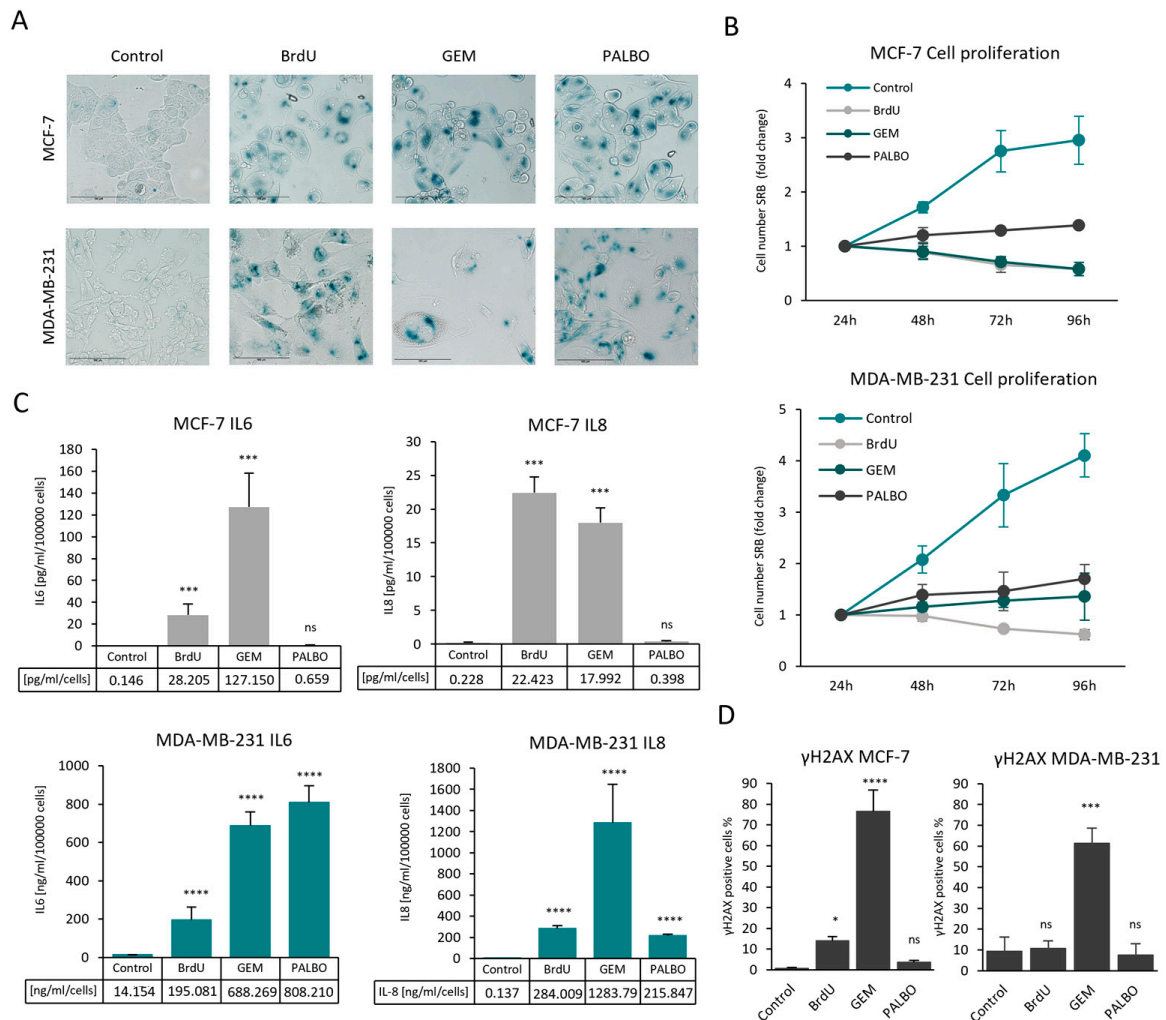 A
Control
BrdU
GEM
PALBO
MCF-7
MDA-MB-231
B
MCF-7 Cell proliferation
Cell number SRB (fold change)
4
3
2
1
0
Control
BrdU
GEM
PALBO
24h
48h
72h
96h
MDA-MB-231 Cell proliferation
Cell number SRB (fold change)
5
4
3
2
1
0
Control
BrdU
GEM
PALBO
24h
48h
72h
96h
C
MCF-7 IL6
IL6 [pg/ml/100000 cells]
180
160
140
120
100
80
60
40
20
0
***
***
ns
Control BrdU GEM PALBO
[pg/ml/cells] 0.146 28.205 127.150 0.659
MCF-7 IL8
IL8 [pg/ml/100000 cells]
30
25
20
15
10
5
0
***
***
ns
Control BrdU GEM PALBO
[pg/ml/cells] 0.228 22.423 17.992 0.398
MDA-MB-231 IL6
IL6 [ng/ml/100000 cells]
1000
800
600
400
200
0
****
****
****
Control BrdU GEM PALBO
[ng/ml/cells] 14.154 195.081 688.269 808.210
MDA-MB-231 IL8
IL8 [ng/ml/100000 cells]
1800
1600
1400
1200
1000
800
600
400
200
0
****
****
****
Control BrdU GEM PALBO
IL-8 [ng/ml/cells] 0.137 284.009 1283.79 215.847
D
γH2AX MCF-7
γH2AX positive cells %
90
80
70
60
50
40
30
20
10
0
*
****
ns
Control
BrdU
GEM
PALBO
γH2AX MDA-MB-231
γH2AX positive cells %
90
80
70
60
50
40
30
20
10
0
ns
***
ns
Control
BrdU
GEM
PALBO